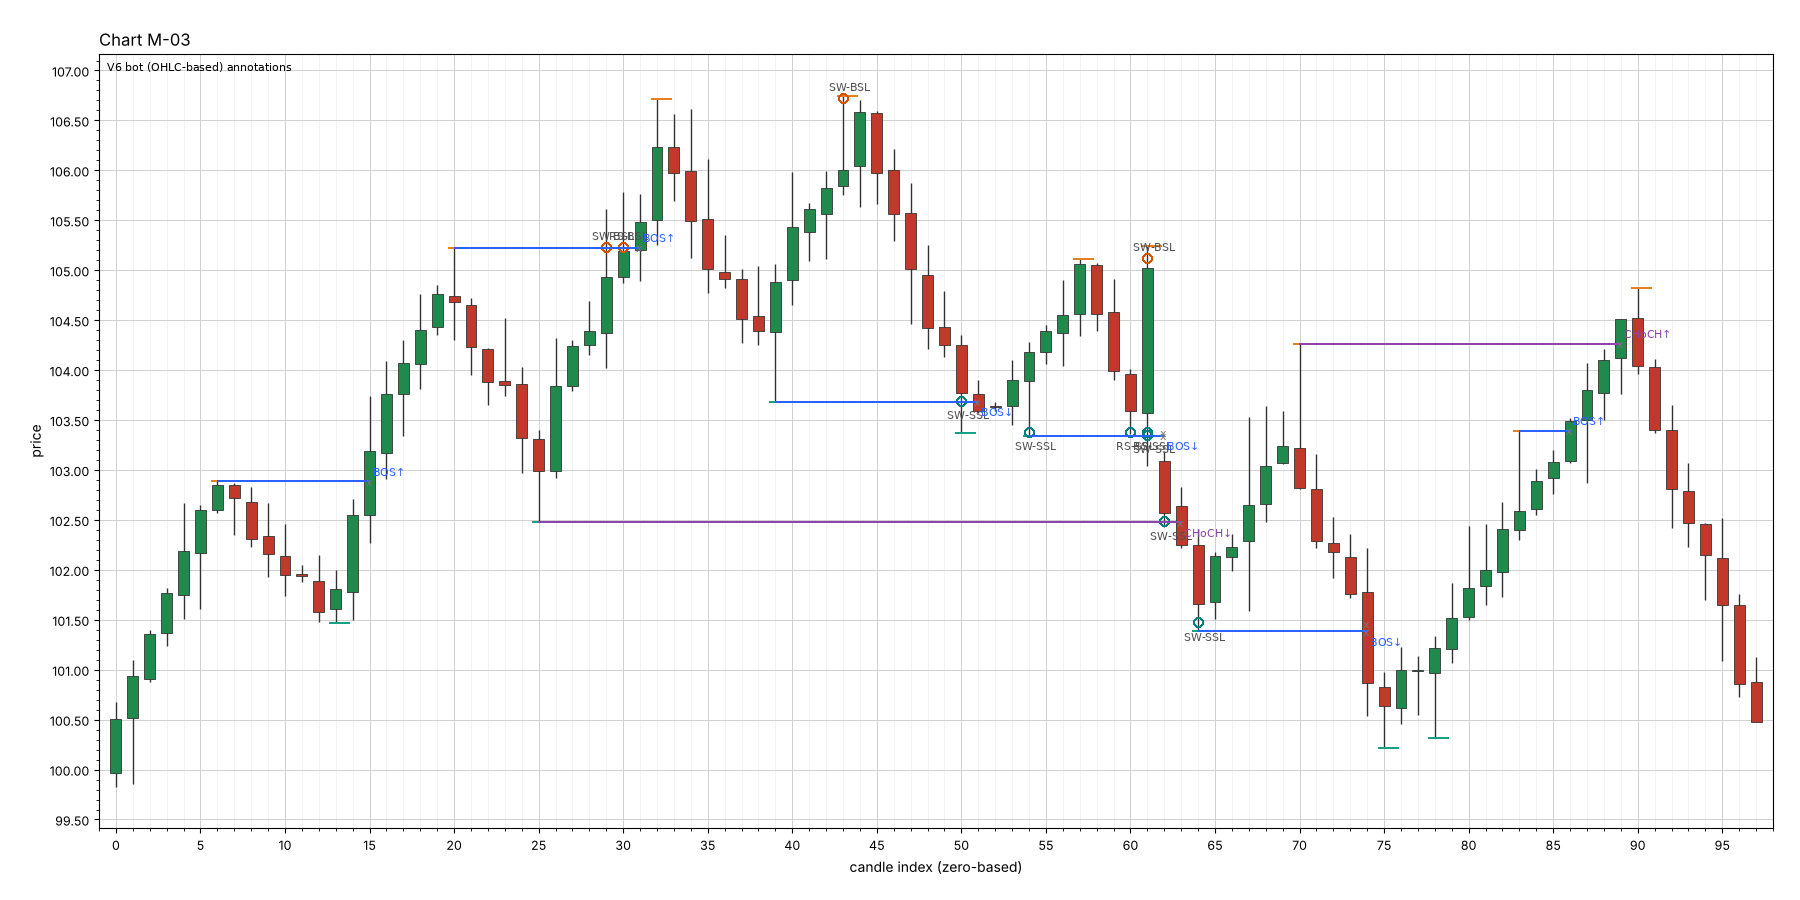 Chart M-03
V6 bot (OHLC-based) annotations
107.00
106.50
106.00
105.50
105.00
104.50
104.00
103.50
103.00
102.50
102.00
101.50
101.00
100.50
100.00
99.50
price
SW-BSL
BOS↑
SW-BSL
CHoCH↑
SW-SSL
BOS↓
BOS↑
SW-SSL
BOS↓
SW-SSL
BOS↑
SW-SSL
CHoCH↓
SW-SSL
BOS↓
0 5 10 15 20 25 30 35 40 45 50 55 60 65 70 75 80 85 90 95
candle index (zero-based)